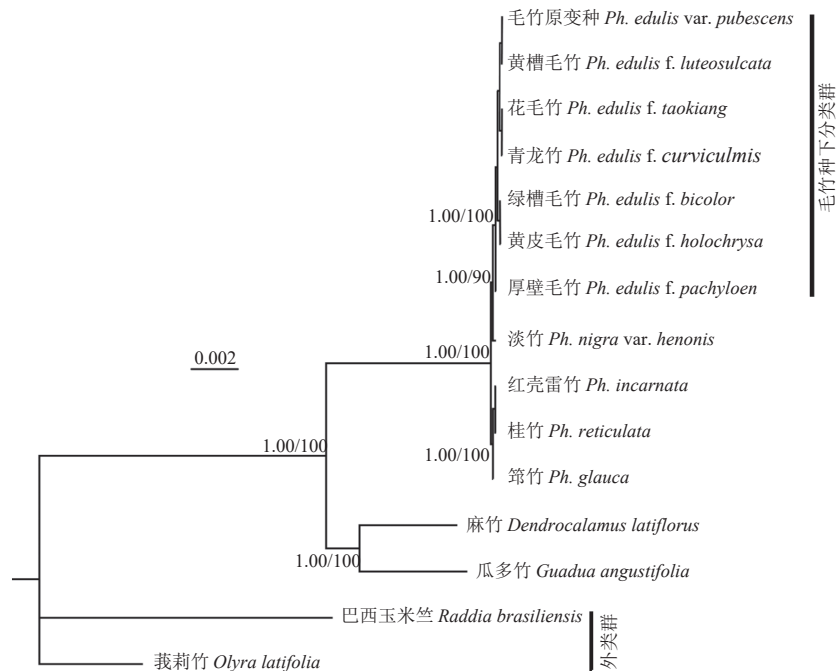 毛竹原变种 Ph. edulis var. pubescens
黄槽毛竹 Ph. edulis f. luteosulcata
花毛竹 Ph. edulis f. taokiang
青龙竹 Ph. edulis f. curviculmis
绿槽毛竹 Ph. edulis f. bicolor
1.00/100
黄皮毛竹 Ph. edulis f. holochrysa
1.00/90
厚壁毛竹 Ph. edulis f. pachyloen
毛竹种下分类群
淡竹 Ph. nigra var. henonis
0.002
1.00/100
红壳雷竹 Ph. incarnata
桂竹 Ph. reticulata
1.00/100
1.00/100
筠竹 Ph. glauca
麻竹 Dendrocalamus latiflorus
1.00/100
瓜多竹 Guadua angustifolia
巴西玉米竺 Raddia brasiliensis
莪莉竹 Olyra latifolia
外类群